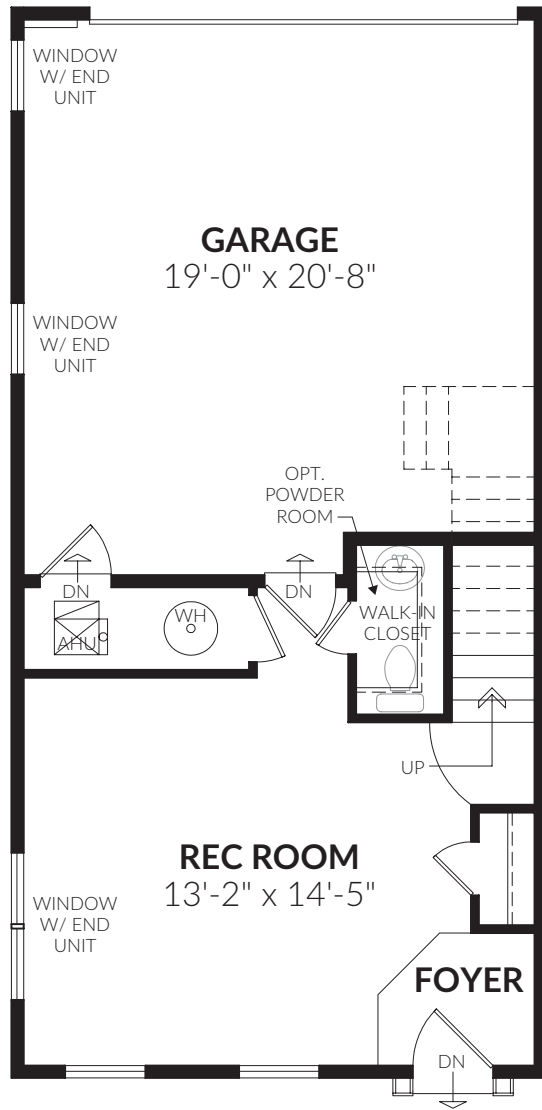 WINDOW
W/ END
UNIT
GARAGE
19'-0" x 20'-8"
WINDOW
W/ END
UNIT
OPT.
POWDER
ROOM
DN
DN
AHU
WH
WALK-IN
CLOSET
UP
REC ROOM
13'-2" x 14'-5"
WINDOW
W/ END
UNIT
FOYER
DN